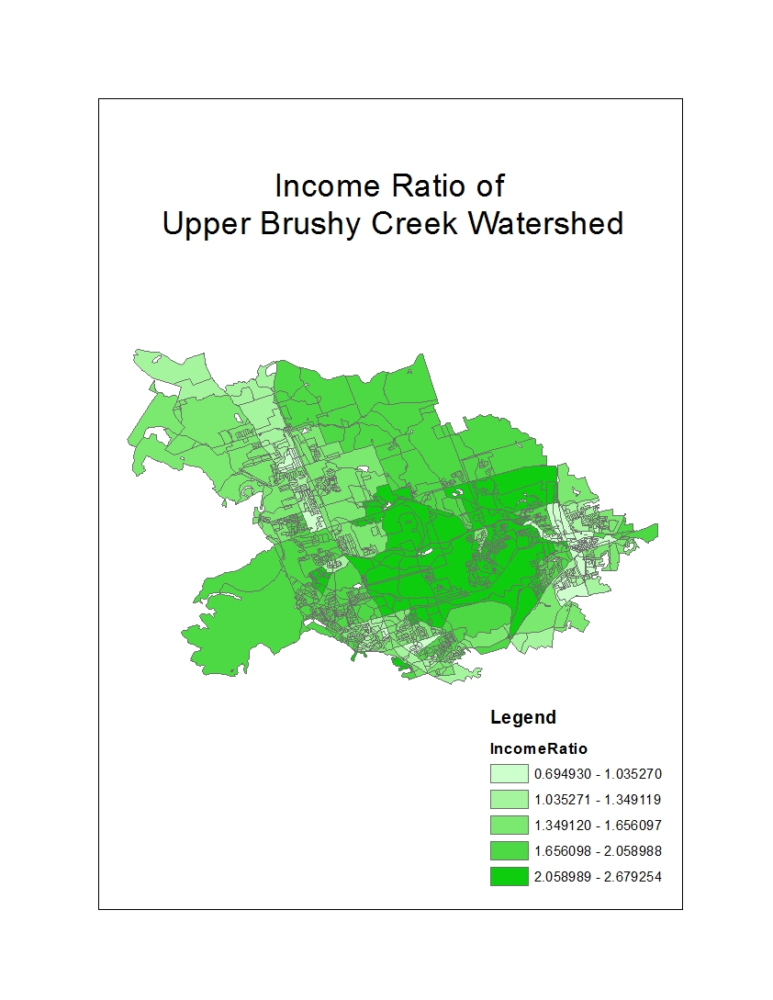 Income Ratio of
Upper Brushy Creek Watershed
Legend
IncomeRatio
0.694930 - 1.035270
1.035271 - 1.349119
1.349120 - 1.656097
1.656098 - 2.058988
2.058989 - 2.679254